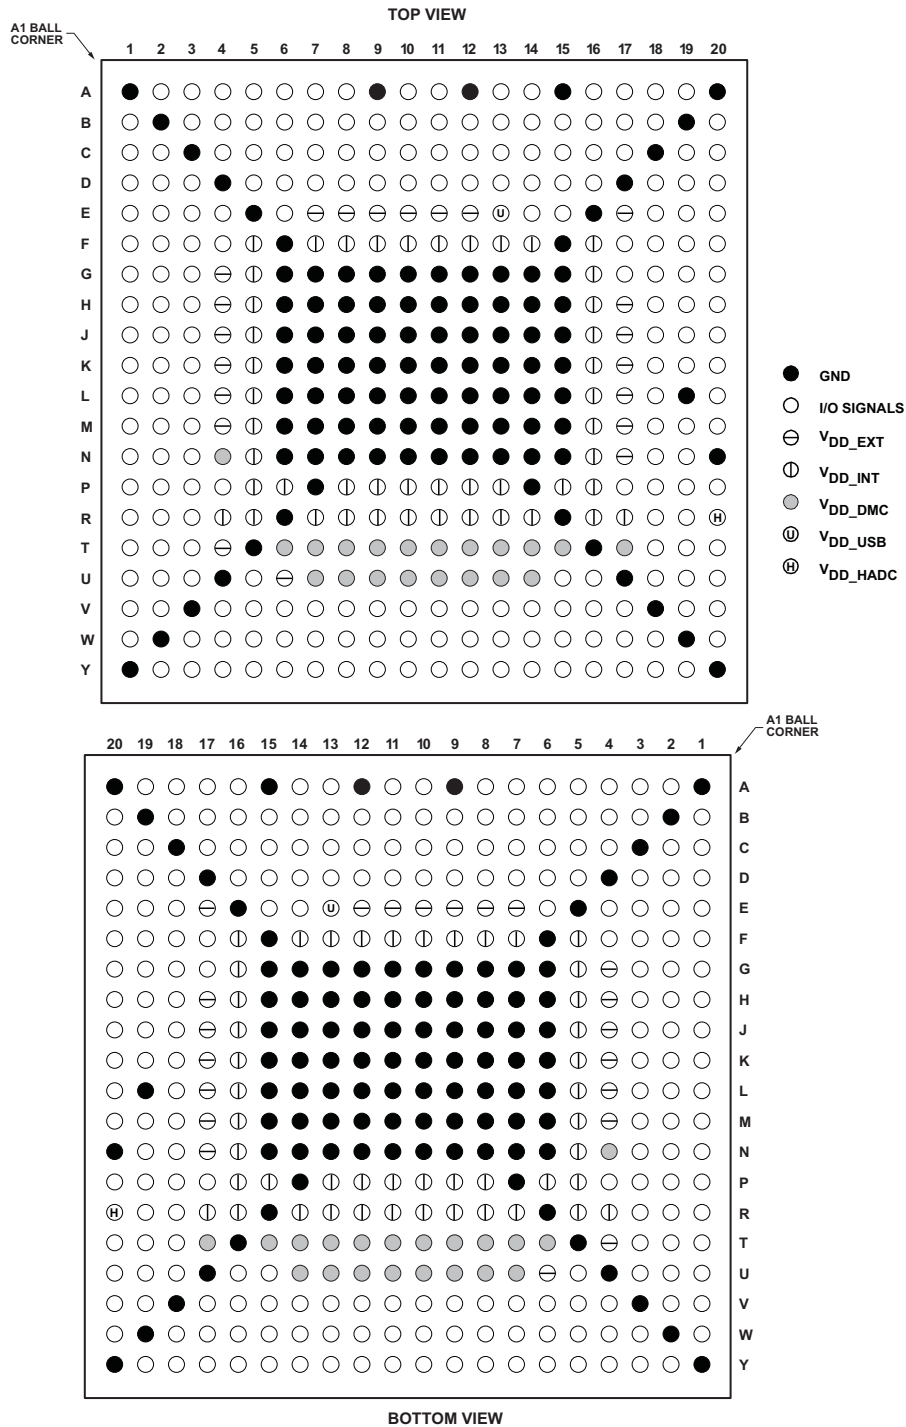 TOP VIEW
A1 BALL
CORNER
1 2 3 4 5 6 7 8 9 10 11 12 13 14 15 16 17 18 19 20
A
B
C
D
E U
F
G
H
J
K
L
M
N
P
R H
T
U
V
W
Y
GND
I/O SIGNALS
VDD_EXT
VDD_INT
VDD_DMC
U VDD_USB
H VDD_HADC
A1 BALL
CORNER
20 19 18 17 16 15 14 13 12 11 10 9 8 7 6 5 4 3 2 1
A
B
C
D
U E
F
G
H
J
K
L
M
N
P
H R
T
U
V
W
Y
BOTTOM VIEW